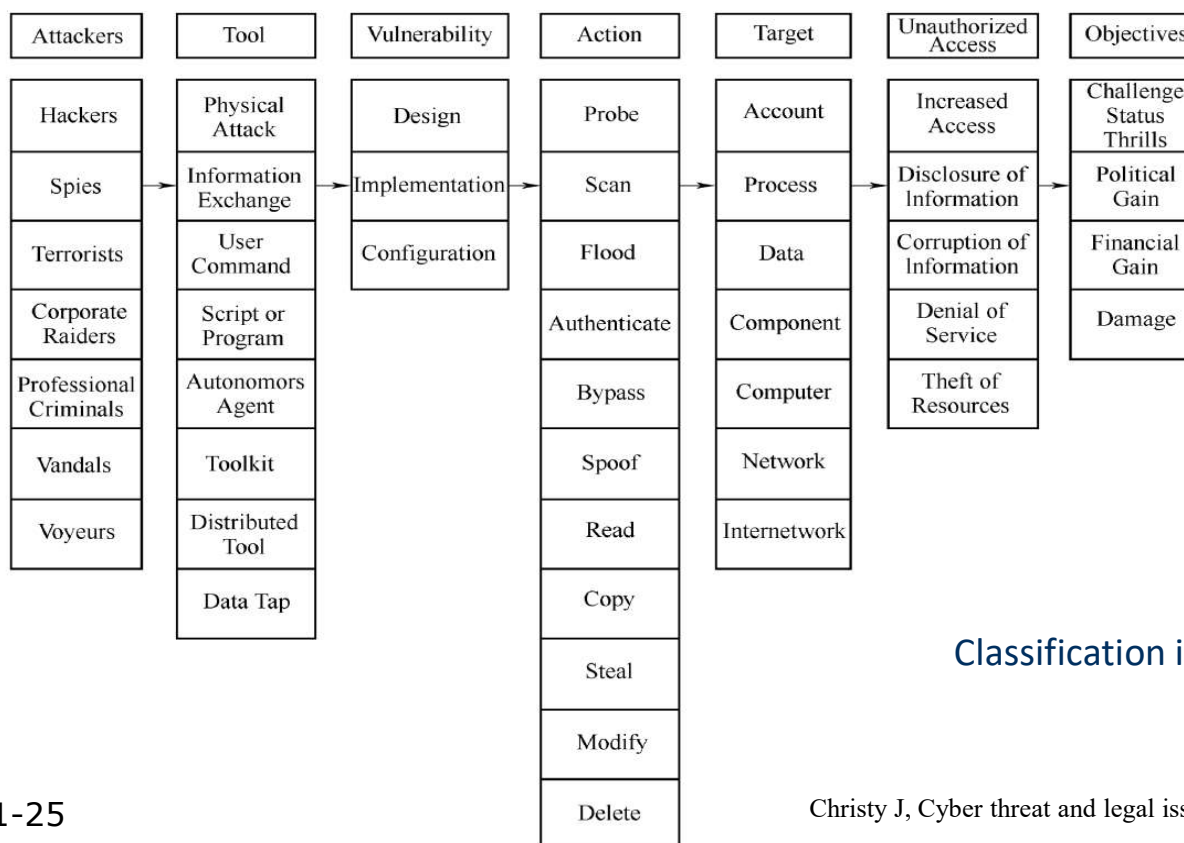 Attackers
Tool
Vulnerability
Action
Target
Unauthorized
Access
Objectives
Hackers
Spies
Terrorists
Corporate
Raiders
Professional
Criminals
Vandals
Voyeurs
Physical
Attack
Information
Exchange
User
Command
Script or
Program
Autonomors
Agent
Toolkit
Distributed
Tool
Data Tap
Design
Implementation
Configuration
Probe
Scan
Flood
Authenticate
Bypass
Spoof
Read
Copy
Steal
Modify
Delete
Account
Process
Data
Component
Computer
Network
Internetwork
Increased
Access
Disclosure of
Information
Corruption of
Information
Denial of
Service
Theft of
Resources
Challenge
Status
Thrills
Political
Gain
Financial
Gain
Damage
Classification i
1-25
Christy J, Cyber threat and legal iss